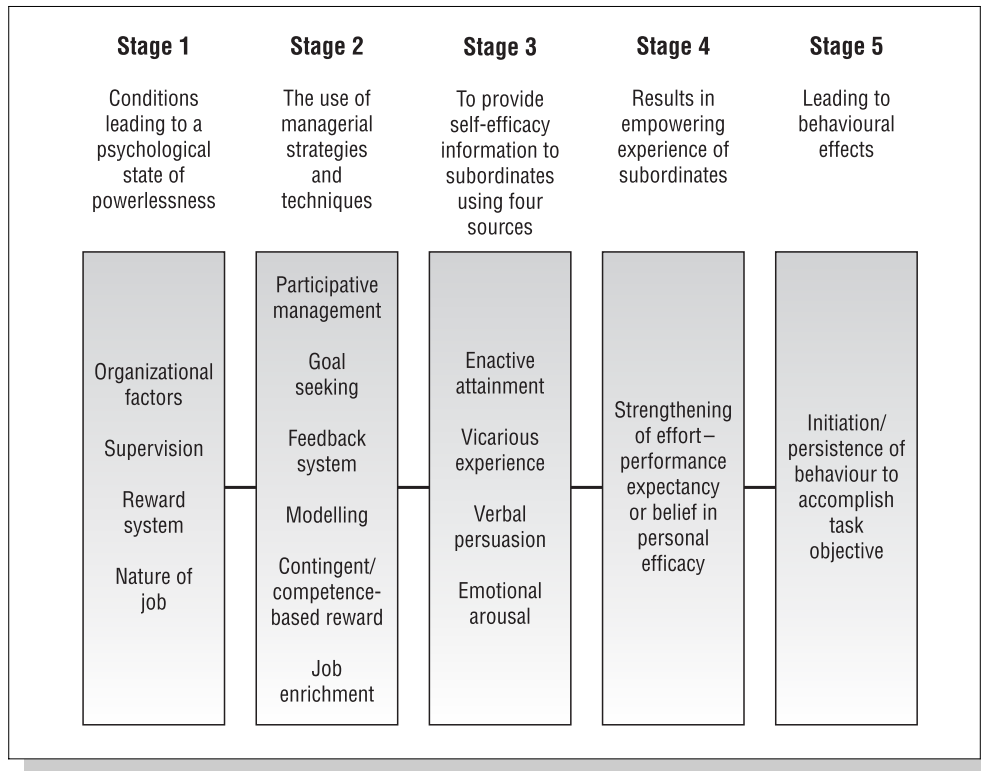 Stage 1
Conditions
leading to a
psychological
state of
powerlessness
Organizational
factors
Supervision
Reward
system
Nature of
job
Stage 2
The use of
managerial
strategies
and
techniques
Participative
management
Goal
seeking
Feedback
system
Modelling
Contingent/
competence-
based reward
Job
enrichment
Stage 3
To provide
self-efficacy
information to
subordinates
using four
sources
Enactive
attainment
Vicarious
experience
Verbal
persuasion
Emotional
arousal
Stage 4
Results in
empowering
experience of
subordinates
Strengthening
of effort–
performance
expectancy
or belief in
personal
efficacy
Stage 5
Leading to
behavioural
effects
Initiation/
persistence of
behaviour to
accomplish
task
objective